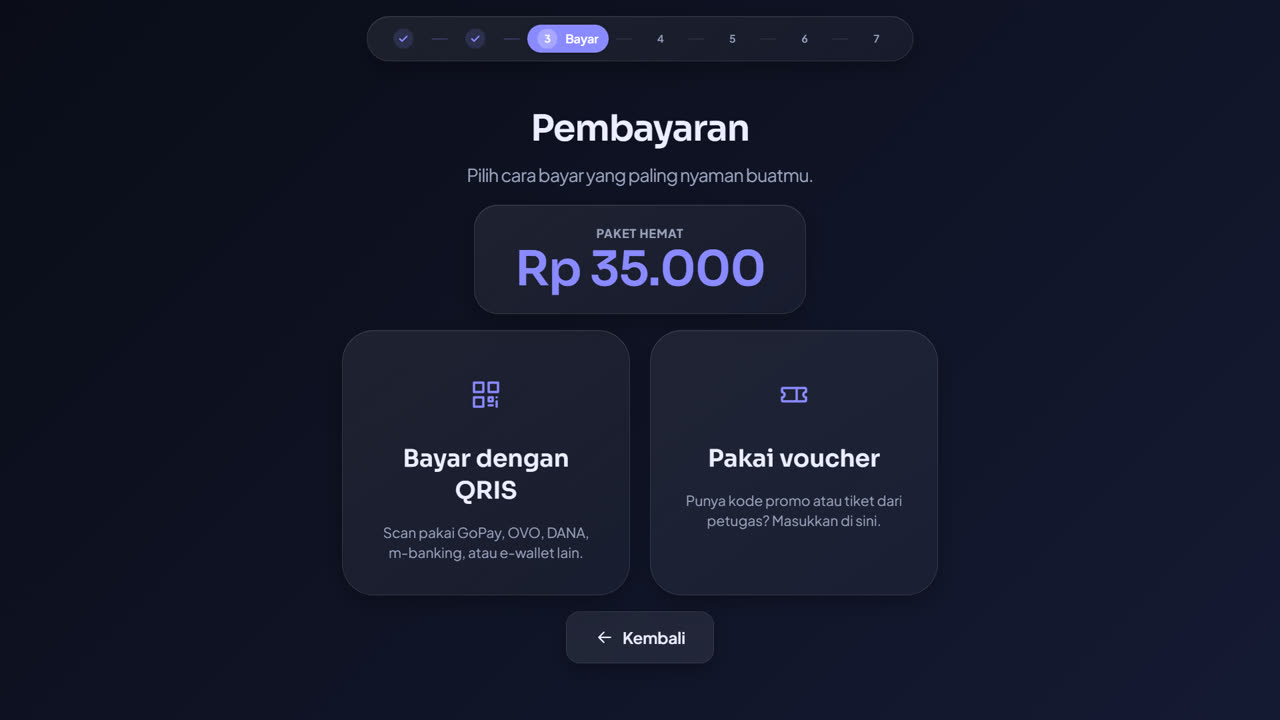 3 Bayar 4 5 6 7
Pembayaran
Pilih cara bayar yang paling nyaman buatmu.
PAKET HEMAT
Rp 35.000
Bayar dengan
QRIS
Scan pakai GoPay, OVO, DANA,
m-banking, atau e-wallet lain.
Pakai voucher
Punya kode promo atau tiket dari
petugas? Masukkan di sini.
Kembali